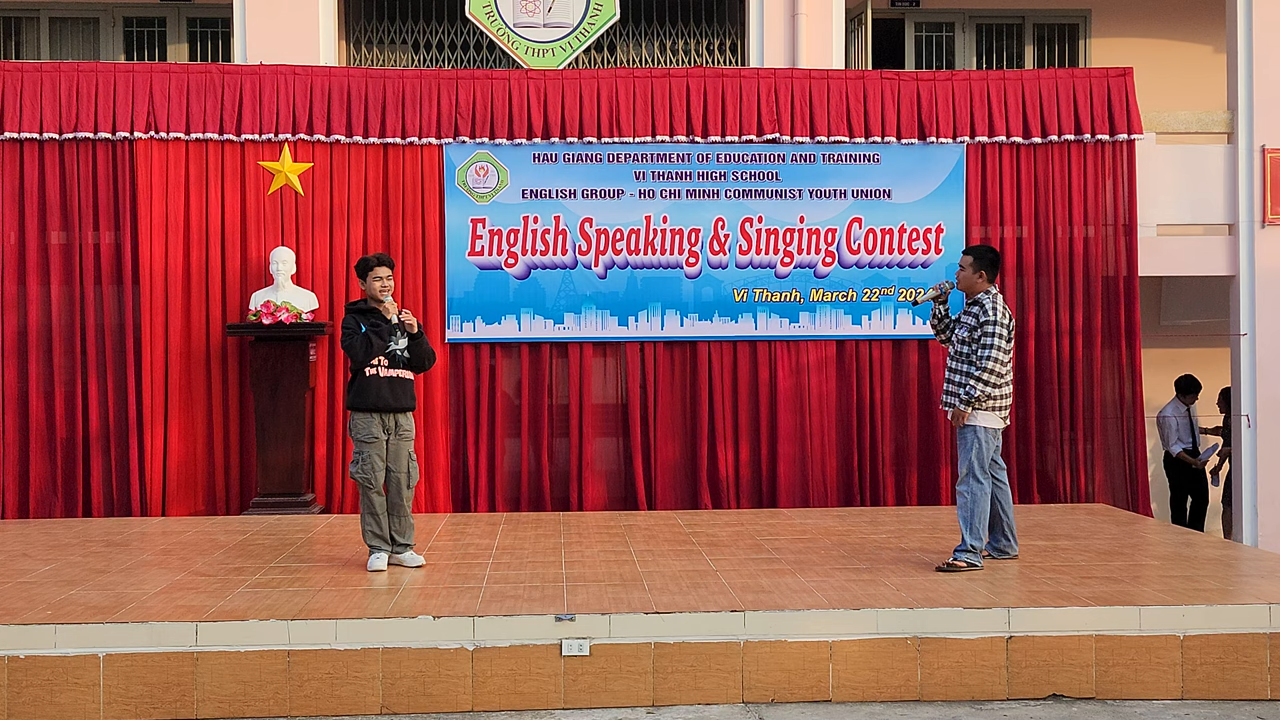 TRƯỜNG THPT VỊ THANH
HAU GIANG DEPARTMENT OF EDUCATION AND TRAINING
VI THANH HIGH SCHOOL
ENGLISH GROUP - HO CHI MINH COMMUNIST YOUTH UNION
English Speaking & Singing Contest
Vi Thanh, March 22nd
THE VAMPERINA